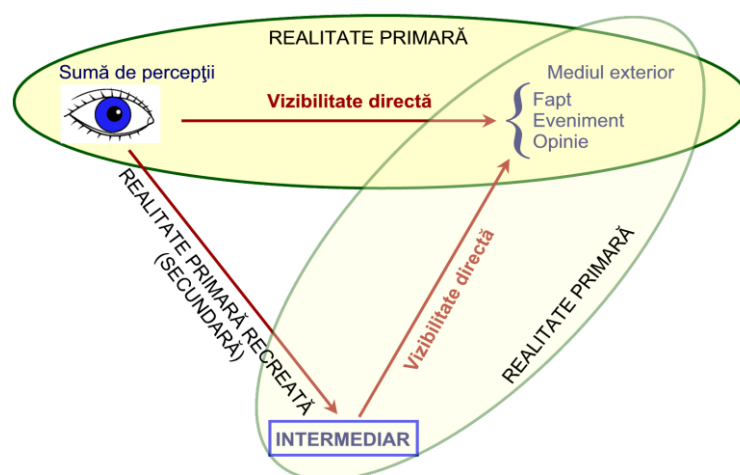 REALITATE PRIMARĂ
Sumă de percepţii
Mediul exterior
Vizibilitate directă
Fapt
Eveniment
Opinie
REALITATE PRIMARĂ RECREATĂ
(SECUNDARĂ)
Vizibilitate directă
REALITATE PRIMARĂ
INTERMEDIAR